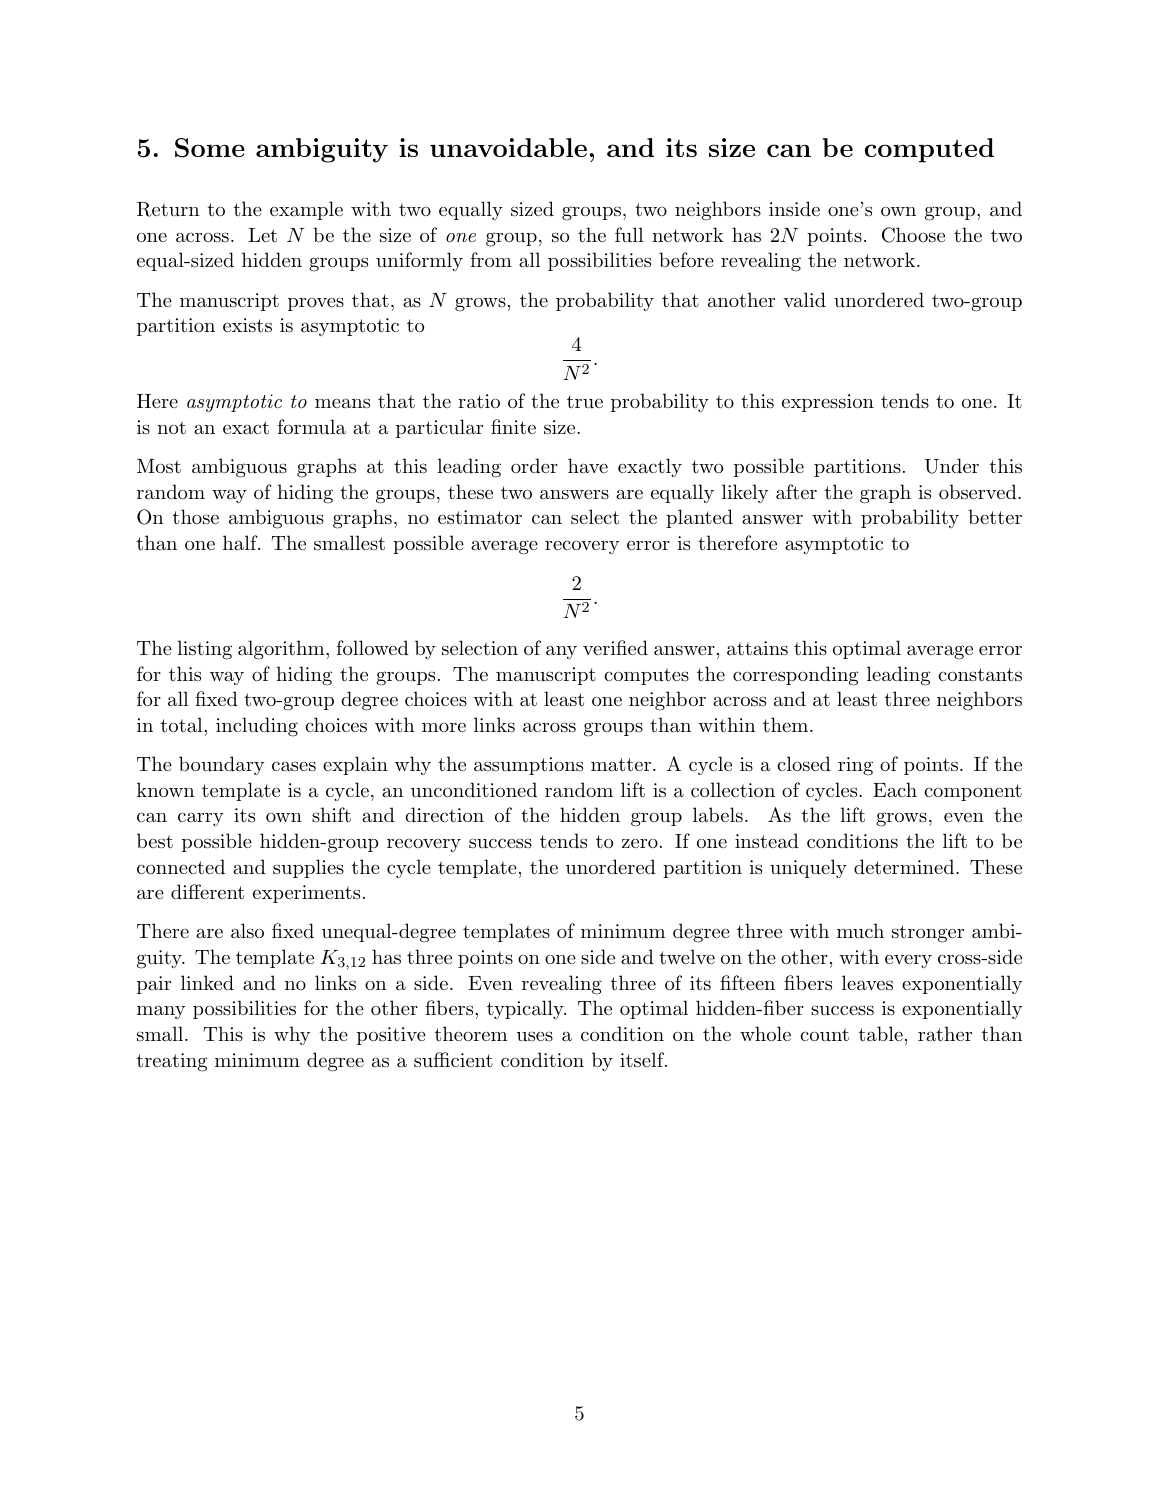 5. Some ambiguity is unavoidable, and its size can be computed
Return to the example with two equally sized groups, two neighbors inside one's own group, and
one across. Let N be the size of one group, so the full network has 2N points. Choose the two
equal-sized hidden groups uniformly from all possibilities before revealing the network.
The manuscript proves that, as N grows, the probability that another valid unordered two-group
partition exists is asymptotic to
4
N².
Here asymptotic to means that the ratio of the true probability to this expression tends to one. It
is not an exact formula at a particular finite size.
Most ambiguous graphs at this leading order have exactly two possible partitions. Under this
random way of hiding the groups, these two answers are equally likely after the graph is observed.
On those ambiguous graphs, no estimator can select the planted answer with probability better
than one half. The smallest possible average recovery error is therefore asymptotic to
2
N².
The listing algorithm, followed by selection of any verified answer, attains this optimal average error
for this way of hiding the groups. The manuscript computes the corresponding leading constants
for all fixed two-group degree choices with at least one neighbor across and at least three neighbors
in total, including choices with more links across groups than within them.
The boundary cases explain why the assumptions matter. A cycle is a closed ring of points. If the
known template is a cycle, an unconditioned random lift is a collection of cycles. Each component
can carry its own shift and direction of the hidden group labels. As the lift grows, even the
best possible hidden-group recovery success tends to zero. If one instead conditions the lift to be
connected and supplies the cycle template, the unordered partition is uniquely determined. These
are different experiments.
There are also fixed unequal-degree templates of minimum degree three with much stronger ambi-
guity. The template K₃,₁₂ has three points on one side and twelve on the other, with every cross-side
pair linked and no links on a side. Even revealing three of its fifteen fibers leaves exponentially
many possibilities for the other fibers, typically. The optimal hidden-fiber success is exponentially
small. This is why the positive theorem uses a condition on the whole count table, rather than
treating minimum degree as a sufficient condition by itself.
5